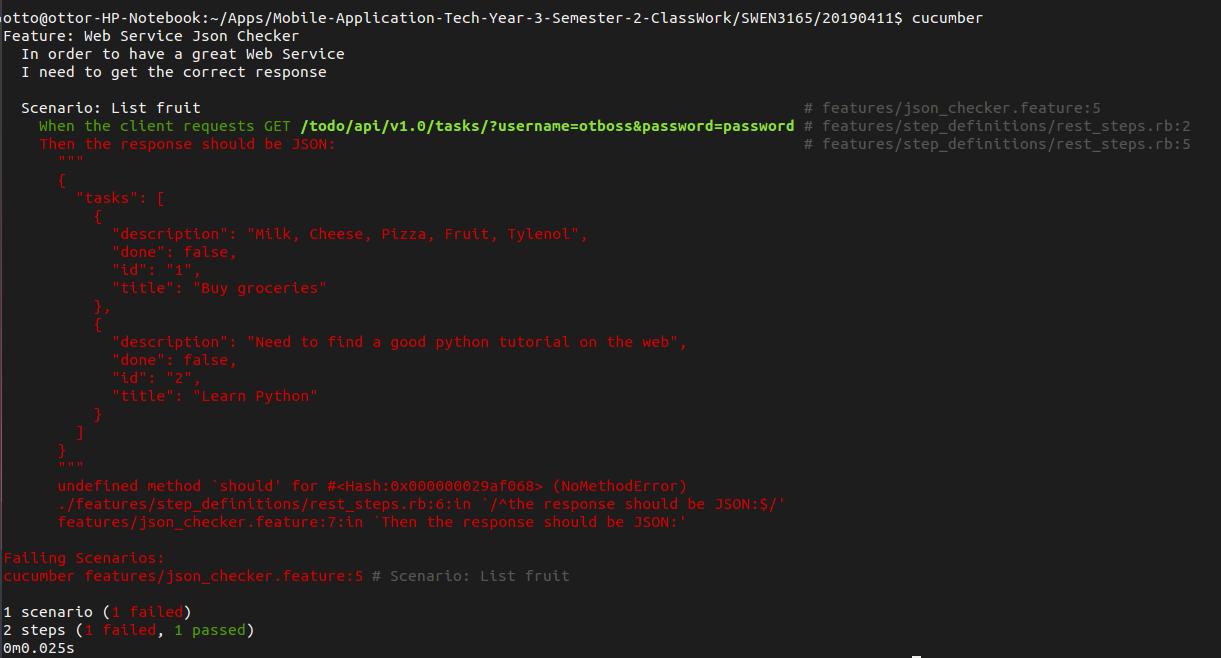 otto@ottor-HP-Notebook:~/Apps/Mobile-Application-Tech-Year-3-Semester-2-ClassWork/SWEN3165/20190411$ cucumber
Feature: Web Service Json Checker
  In order to have a great Web Service
  I need to get the correct response

  Scenario: List fruit # features/json_checker.feature:5
    When the client requests GET /todo/api/v1.0/tasks/?username=otboss&password=password # features/step_definitions/rest_steps.rb:2
    Then the response should be JSON: # features/step_definitions/rest_steps.rb:5
      """
      {
        "tasks": [
          {
            "description": "Milk, Cheese, Pizza, Fruit, Tylenol",
            "done": false,
            "id": "1",
            "title": "Buy groceries"
          },
          {
            "description": "Need to find a good python tutorial on the web",
            "done": false,
            "id": "2",
            "title": "Learn Python"
          }
        ]
      }
      """
      undefined method `should' for #<Hash:0x000000029af068> (NoMethodError)
      ./features/step_definitions/rest_steps.rb:6:in `/^the response should be JSON:$/'
      features/json_checker.feature:7:in `Then the response should be JSON:'

Failing Scenarios:
cucumber features/json_checker.feature:5 # Scenario: List fruit

1 scenario (1 failed)
2 steps (1 failed, 1 passed)
0m0.025s